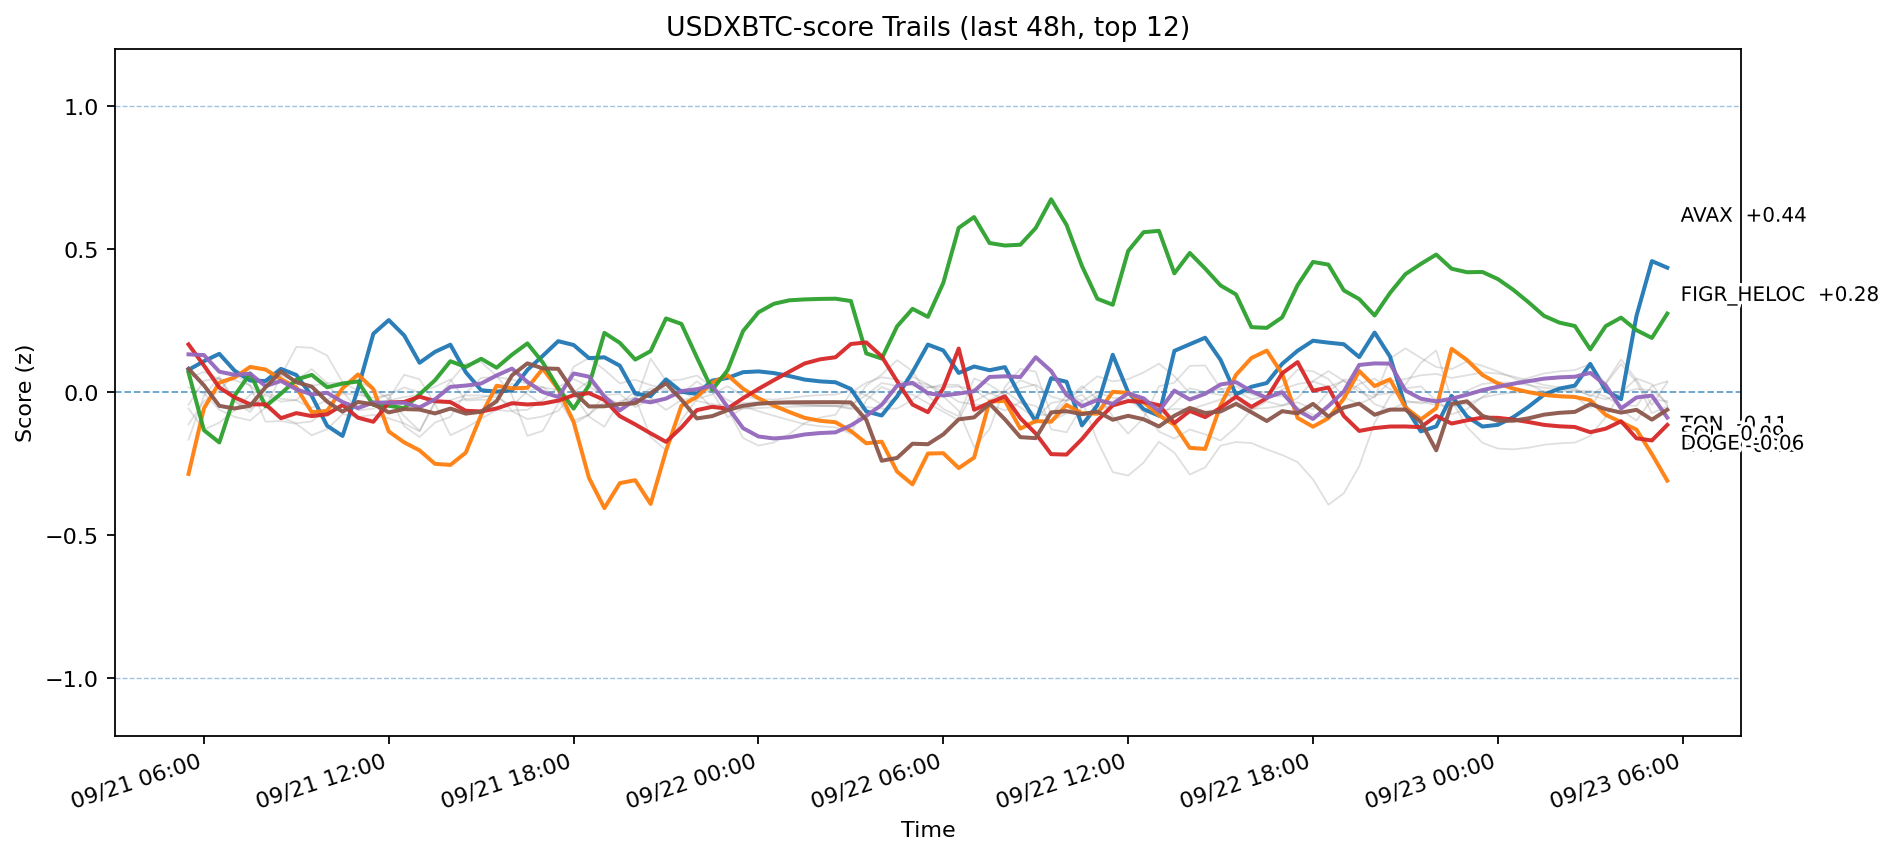 USDXBTC-score Trails (last 48h, top 12)
Score (z)
1.0
0.5
0.0
−0.5
−1.0
AVAX +0.44
FIGR_HELOC +0.28
TON -0.11
DOGE -0.06
09/21 06:00
09/21 12:00
09/21 18:00
09/22 00:00
09/22 06:00
09/22 12:00
09/22 18:00
09/23 00:00
09/23 06:00
Time